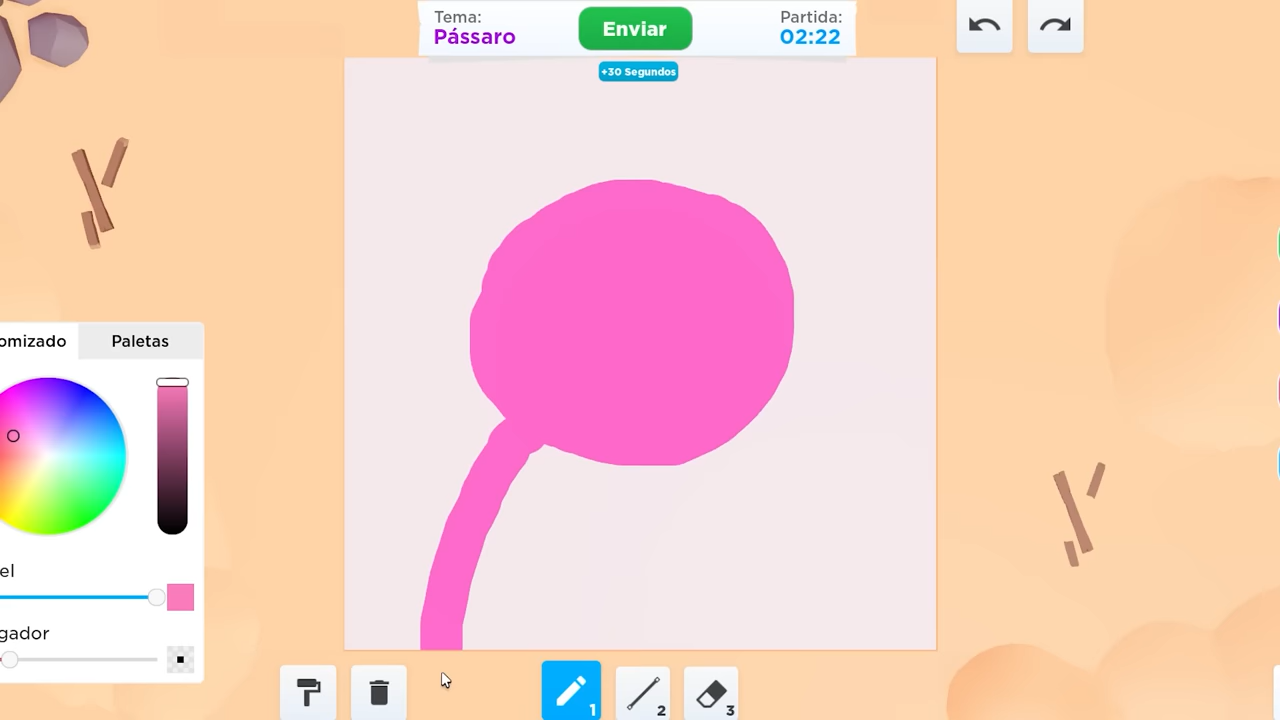 Tema:
Pássaro
Enviar
Partida:
02:22
+30 Segundos
omizado
Paletas
el
gador
1
2
3